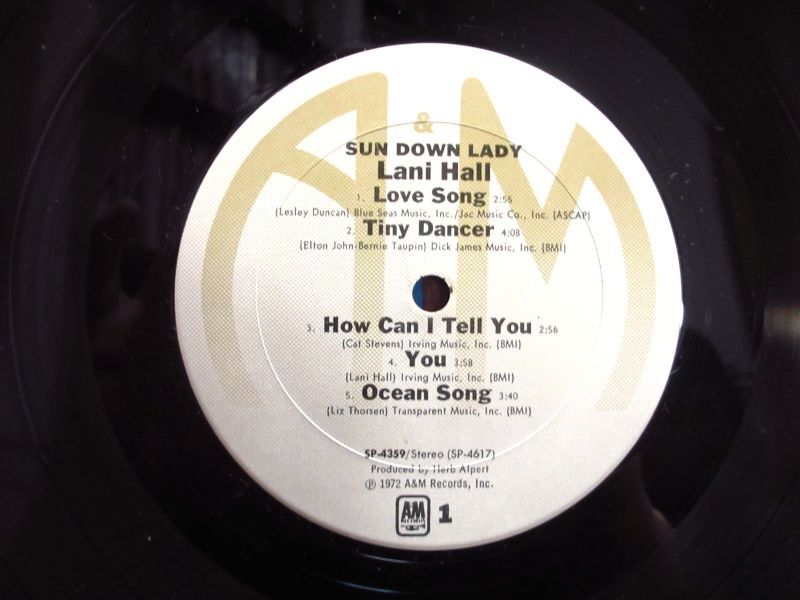 A & M
SUN DOWN LADY
Lani Hall
1. Love Song 2:55
(Lesley Duncan) Blue Seas Music, Inc./Jac Music Co., Inc. (ASCAP)
2. Tiny Dancer 4:08
(Elton John-Bernie Taupin) Dick James Music, Inc. (BMI)
3. How Can I Tell You 2:56
(Cat Stevens) Irving Music, Inc. (BMI)
4. You 3:58
(Lani Hall) Irving Music, Inc. (BMI)
5. Ocean Song 3:40
(Liz Thorsen) Transparent Music, Inc. (BMI)
SP-4359/Stereo (SP-4617)
Produced by Herb Alpert
℗ 1972 A&M Records, Inc.
AM RECORDS 1